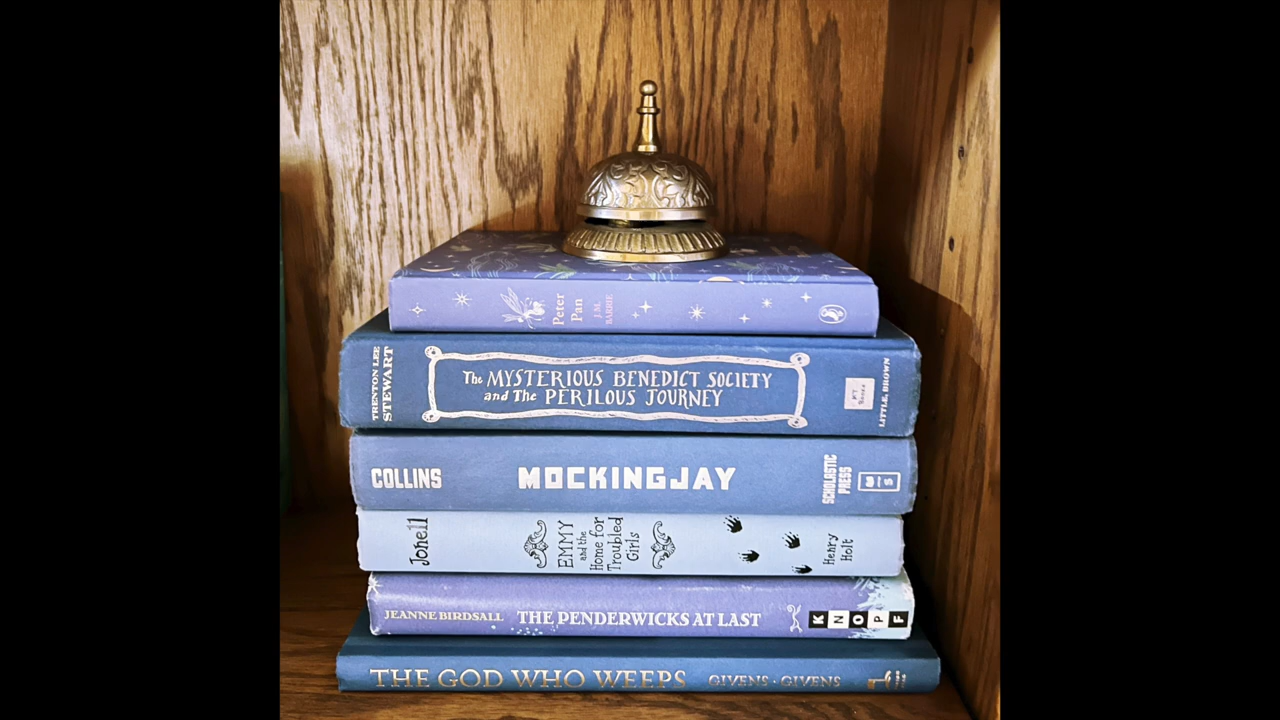 Peter
Pan
J.M.
BARRIE
TRENTON LEE
STEWART
The MYSTERIOUS BENEDICT SOCIETY
and The PERILOUS JOURNEY
LITTLE, BROWN
COLLINS
MOCKINGJAY
SCHOLASTIC
PRESS
Jonell
EMMY
and the
Home for
Troubled
Girls
Henry
Holt
JEANNE BIRDSALL
THE PENDERWICKS AT LAST
KNOPF
THE GOD WHO WEEPS
GIVENS · GIVENS